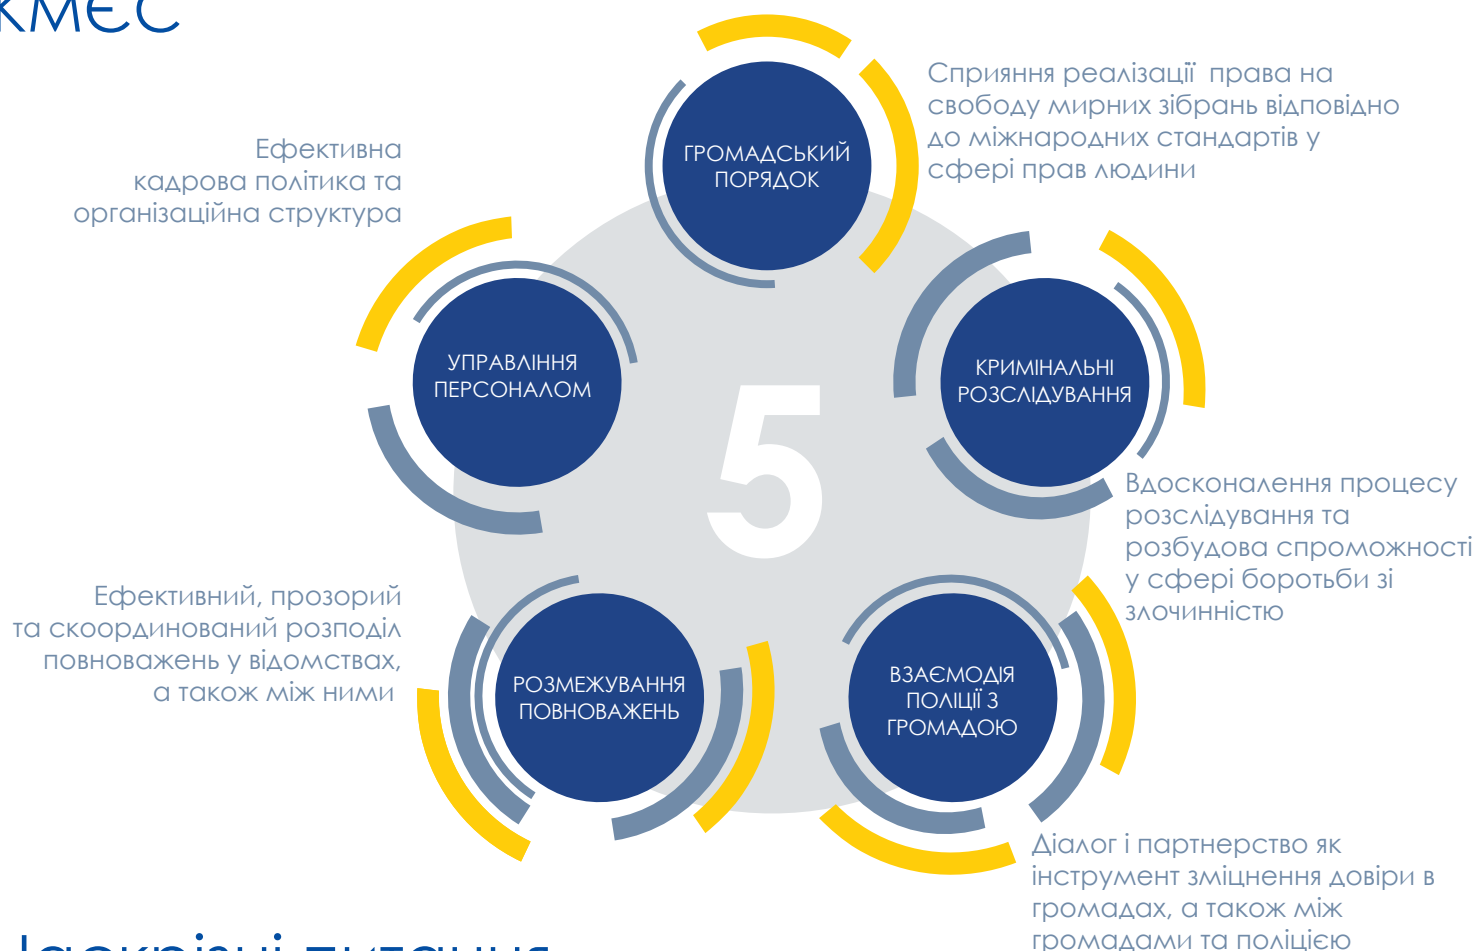 КМЄС
Сприяння реалізації права на
свободу мирних зібрань відповідно
до міжнародних стандартів у
сфері прав людини
ГРОМАДСЬКИЙ
ПОРЯДОК
Ефективна
кадрова політика та
організаційна структура
УПРАВЛІННЯ
ПЕРСОНАЛОМ
КРИМІНАЛЬНІ
РОЗСЛІДУВАННЯ
5
Вдосконалення процесу
розслідування та
розбудова спроможності
у сфері боротьби зі
злочинністю
Ефективний, прозорий
та скоординований розподіл
повноважень у відомствах,
а також між ними
РОЗМЕЖУВАННЯ
ПОВНОВАЖЕНЬ
ВЗАЄМОДІЯ
ПОЛІЦІЇ З
ГРОМАДОЮ
Діалог і партнерство як
інструмент зміцнення довіри в
громадах, а також між
громадами та поліцією